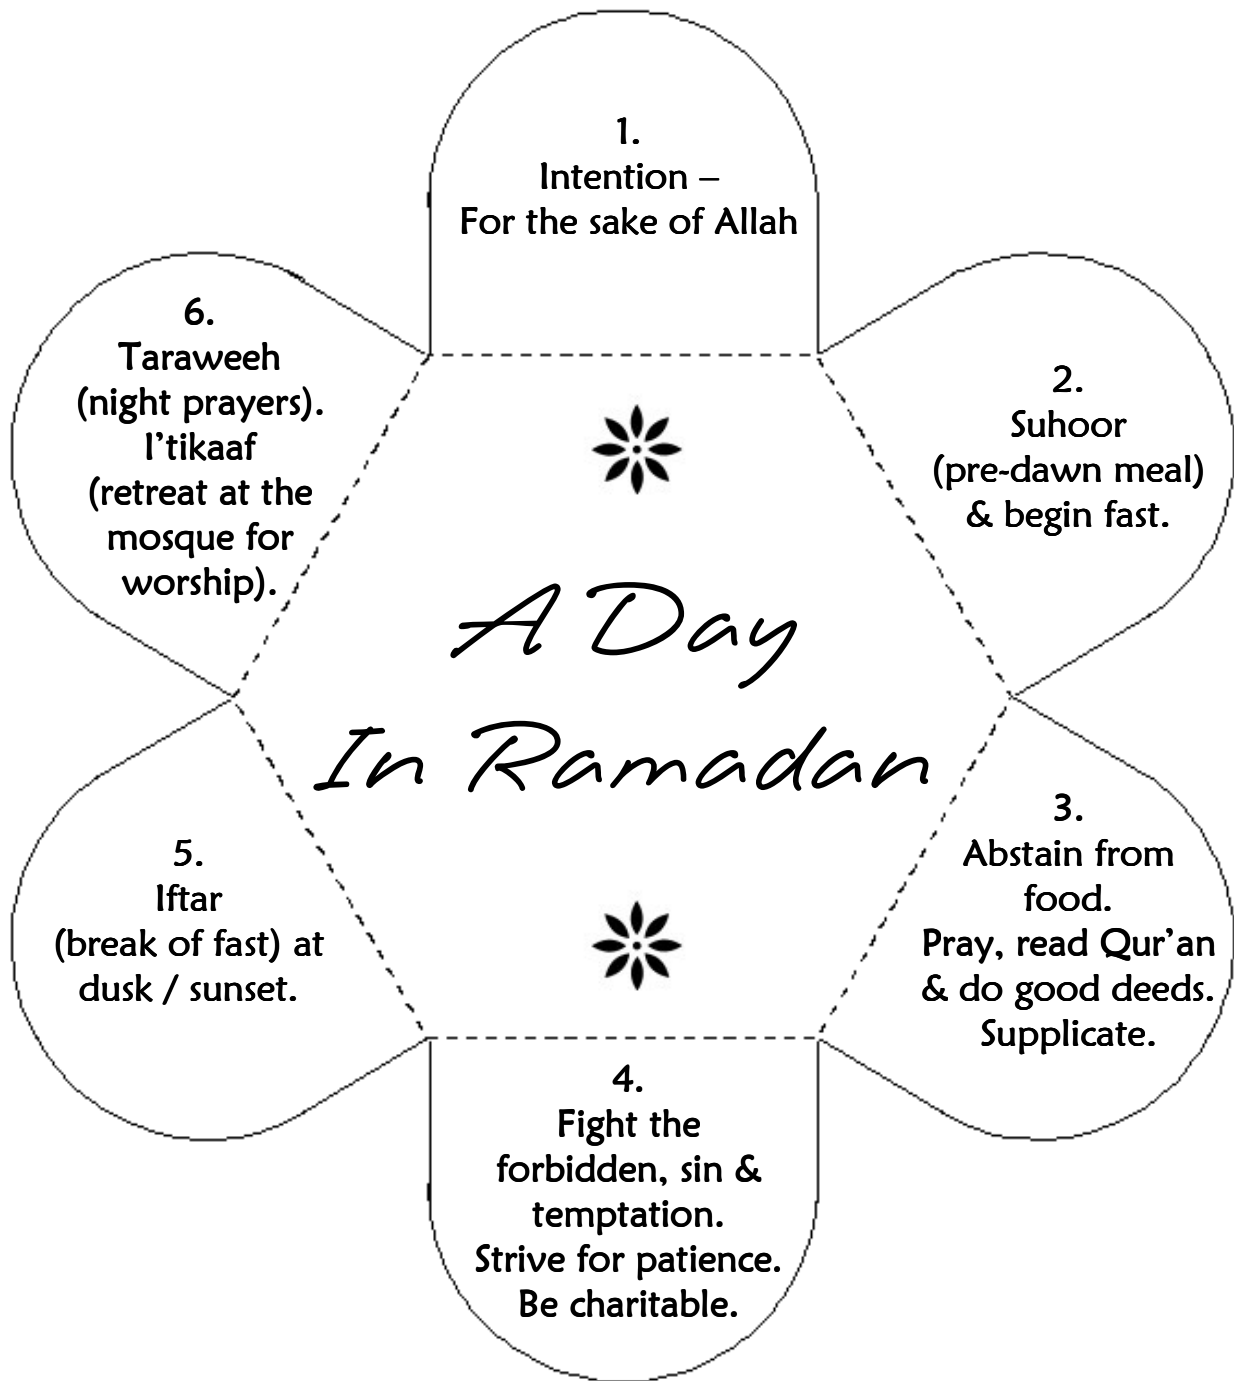 A Day
In Ramadan
1.
Intention –
For the sake of Allah
2.
Suhoor
(pre-dawn meal)
& begin fast.
3.
Abstain from
food.
Pray, read Qur’an
& do good deeds.
Supplicate.
4.
Fight the
forbidden, sin &
temptation.
Strive for patience.
Be charitable.
5.
Iftar
(break of fast) at
dusk / sunset.
6.
Taraweeh
(night prayers).
I’tikaaf
(retreat at the
mosque for
worship).